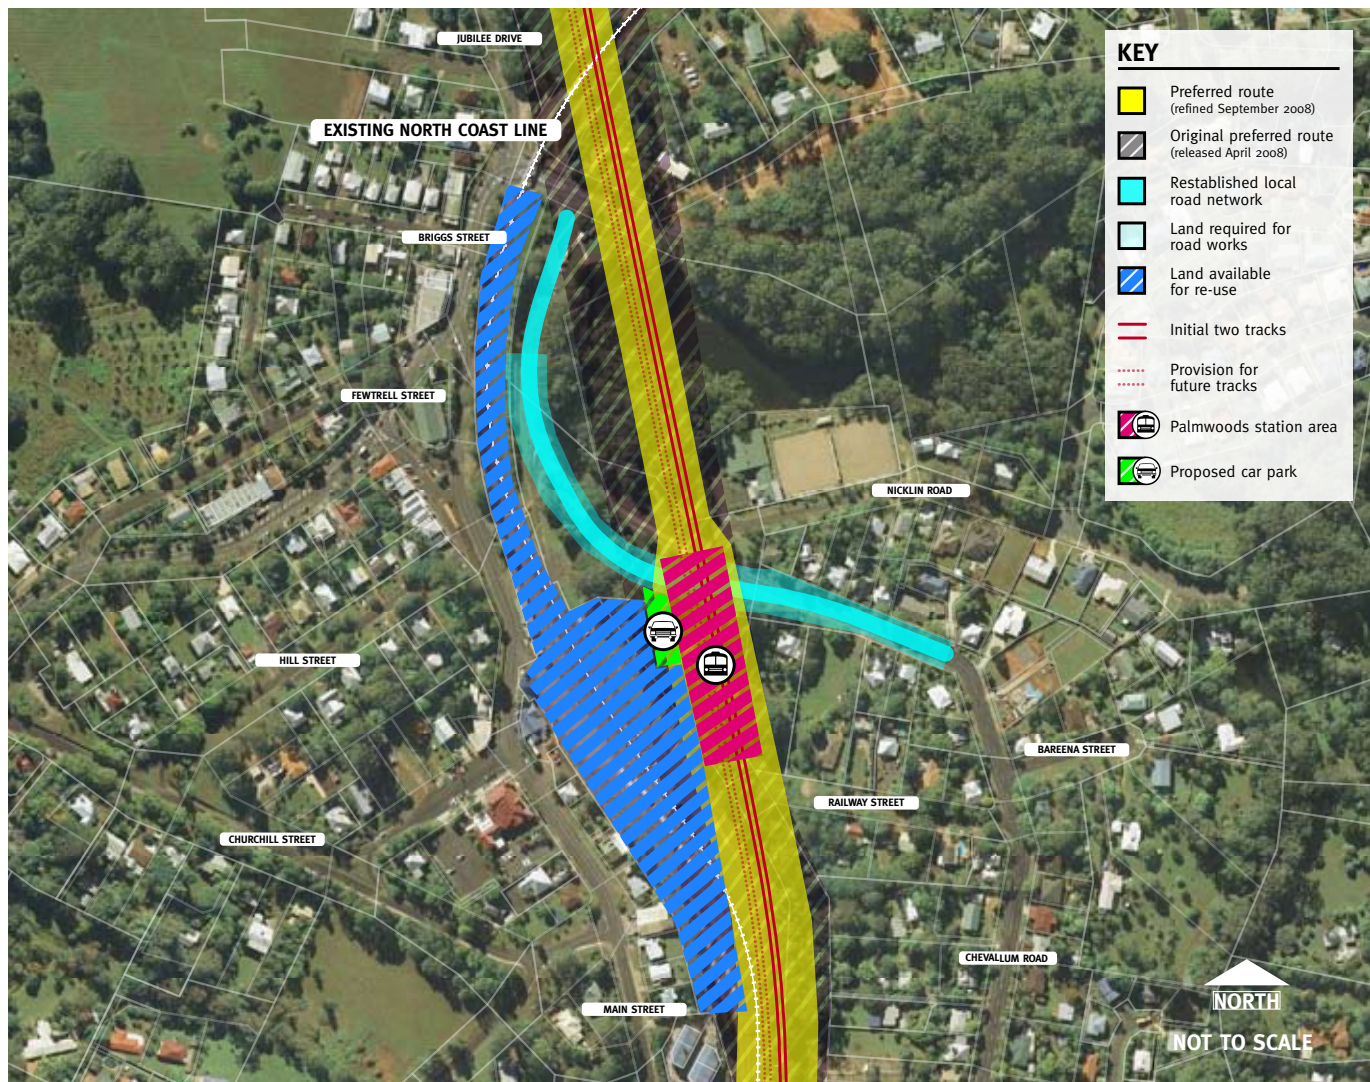 JUBILEE DRIVE
EXISTING NORTH COAST LINE
BRIGGS STREET
FEWTRELL STREET
NICKLIN ROAD
HILL STREET
BAREENA STREET
RAILWAY STREET
CHURCHILL STREET
CHEVALLUM ROAD
MAIN STREET
KEY
Preferred route
(refined September 2008)
Original preferred route
(released April 2008)
Restablished local
road network
Land required for
road works
Land available
for re-use
Initial two tracks
Provision for
future tracks
Palmwoods station area
Proposed car park
NORTH
NOT TO SCALE